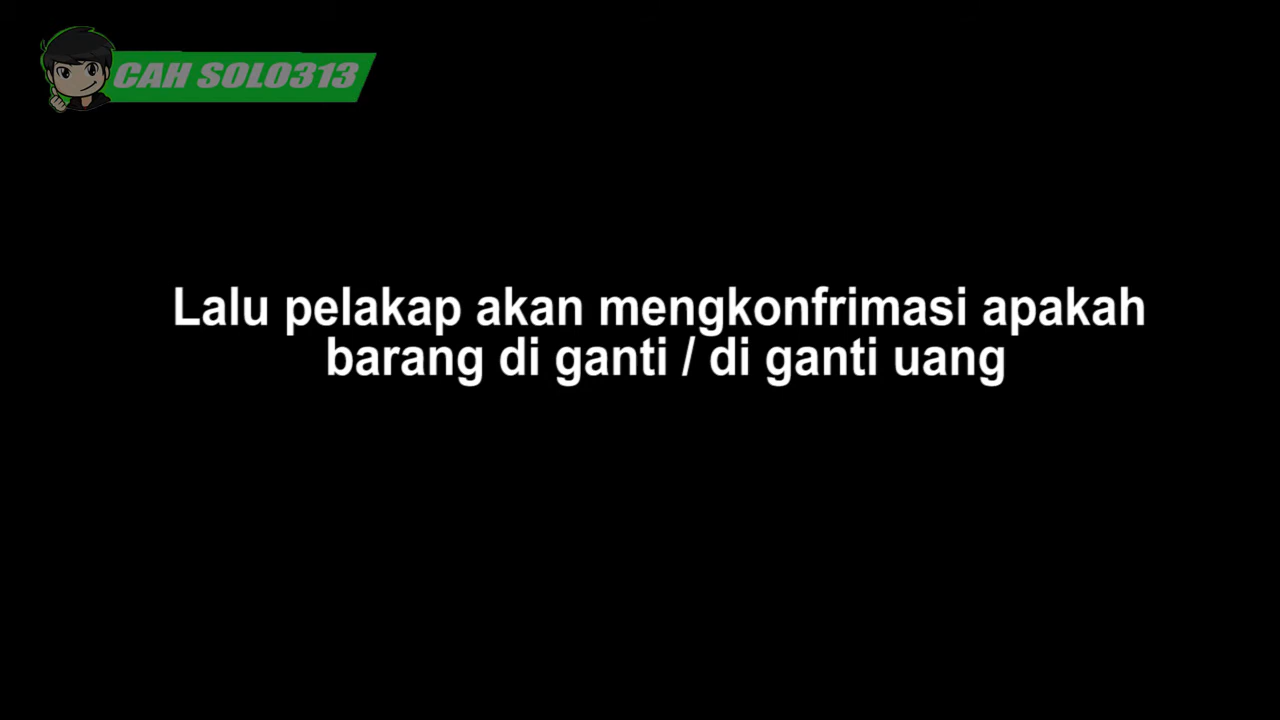 CAH SOLO313
Lalu pelakap akan mengkonfrimasi apakah
barang di ganti / di ganti uang